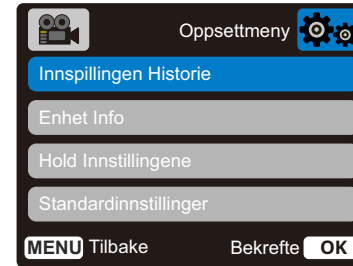 Oppsettmeny
Innspillingen Historie
Enhet Info
Hold Innstillingene
Standardinnstillinger
MENU Tilbake Bekrefte OK